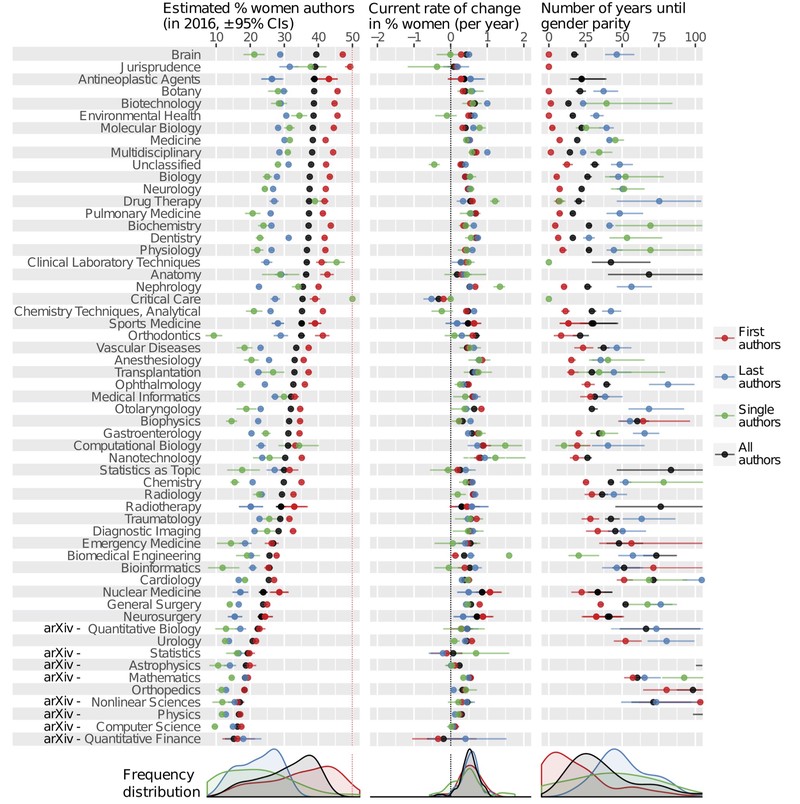 Estimated % women authors
(in 2016, ±95% CIs)
Current rate of change
in % women (per year)
Number of years until
gender parity
10 20 30 40 50
−2 −1 0 1 2
0 25 50 75 100
Brain
Jurisprudence
Antineoplastic Agents
Botany
Biotechnology
Environmental Health
Molecular Biology
Medicine
Multidisciplinary
Unclassified
Biology
Neurology
Drug Therapy
Pulmonary Medicine
Biochemistry
Dentistry
Physiology
Clinical Laboratory Techniques
Anatomy
Nephrology
Critical Care
Chemistry Techniques, Analytical
Sports Medicine
Orthodontics
Vascular Diseases
Anesthesiology
Transplantation
Ophthalmology
Medical Informatics
Otolaryngology
Biophysics
Gastroenterology
Computational Biology
Nanotechnology
Statistics as Topic
Chemistry
Radiology
Radiotherapy
Traumatology
Diagnostic Imaging
Emergency Medicine
Biomedical Engineering
Bioinformatics
Cardiology
Nuclear Medicine
General Surgery
Neurosurgery
arXiv - Quantitative Biology
Urology
arXiv - Statistics
arXiv - Astrophysics
arXiv - Mathematics
Orthopedics
arXiv - Nonlinear Sciences
arXiv - Physics
arXiv - Computer Science
arXiv - Quantitative Finance
Frequency
distribution
First
authors
Last
authors
Single
authors
All
authors